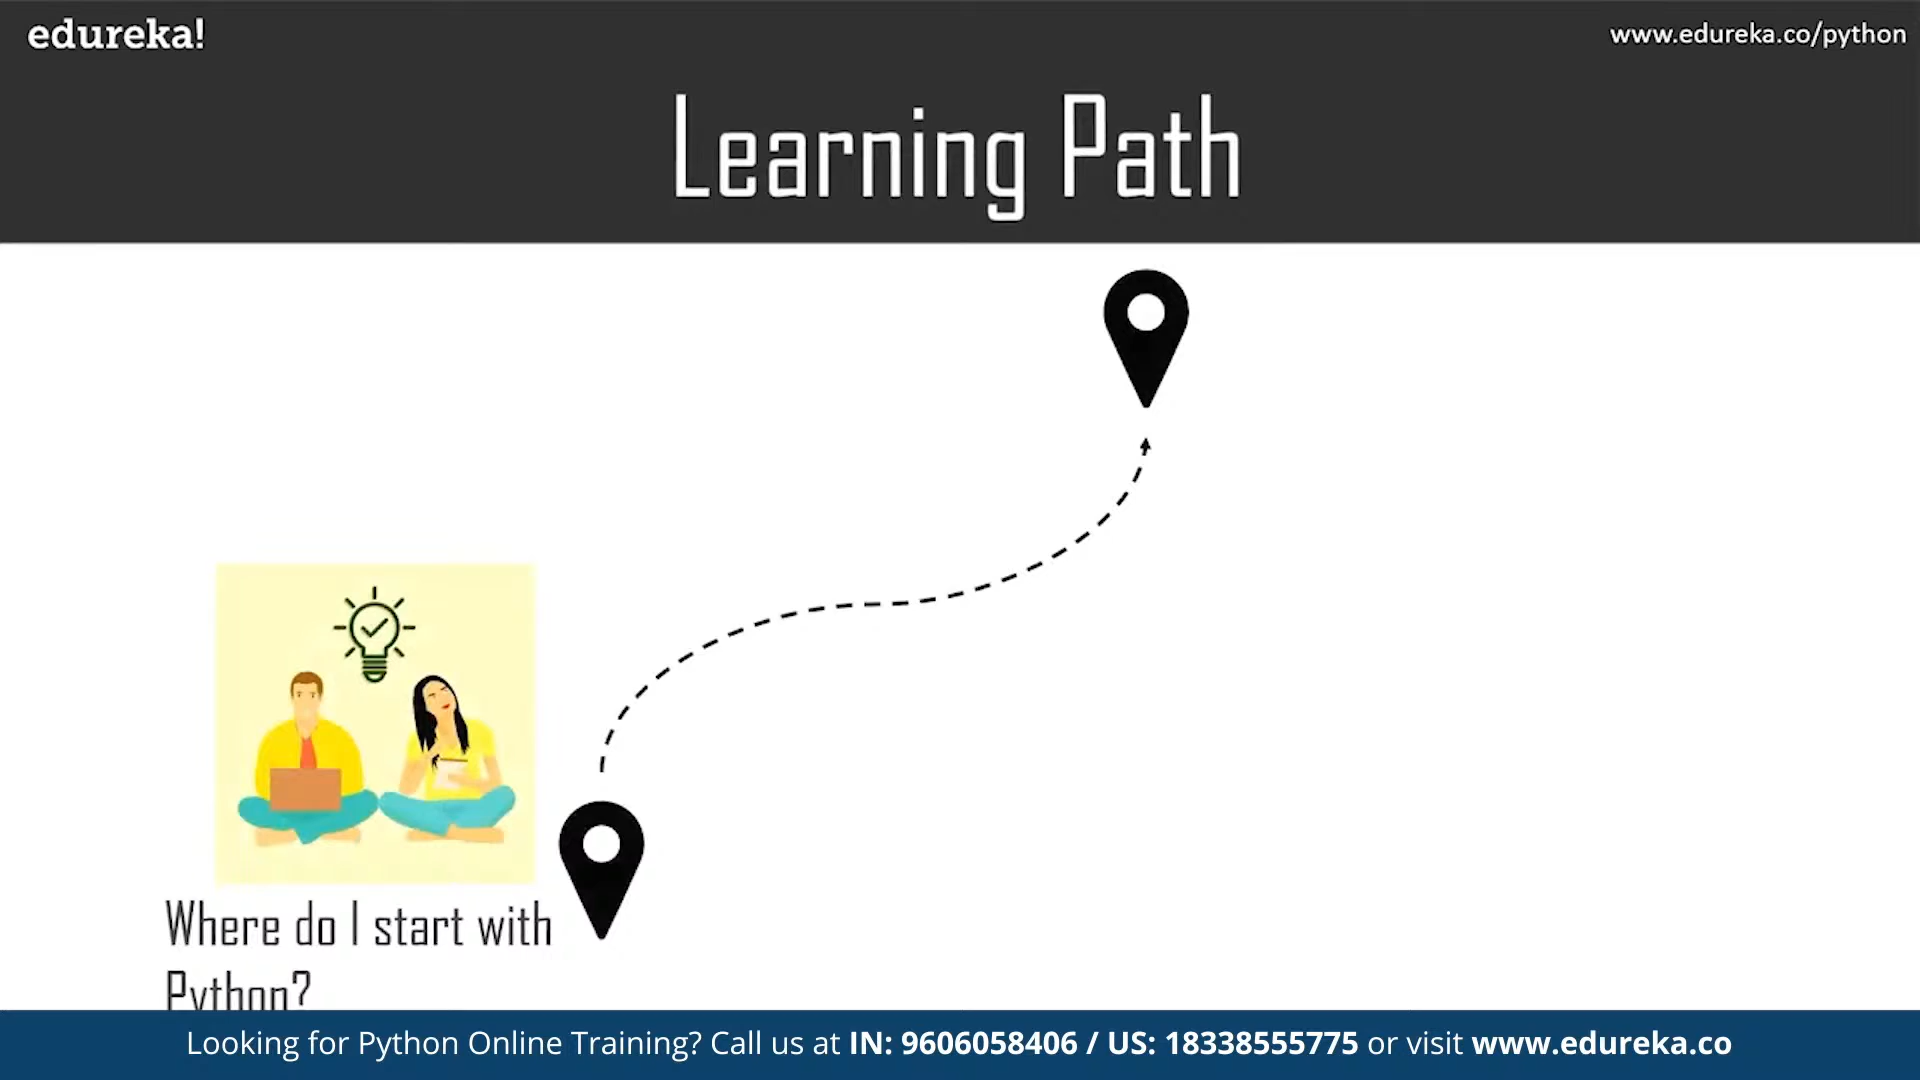 edureka!
www.edureka.co/python
Learning Path
Where do I start with
Python?
Looking for Python Online Training? Call us at IN: 9606058406 / US: 18338555775 or visit www.edureka.co